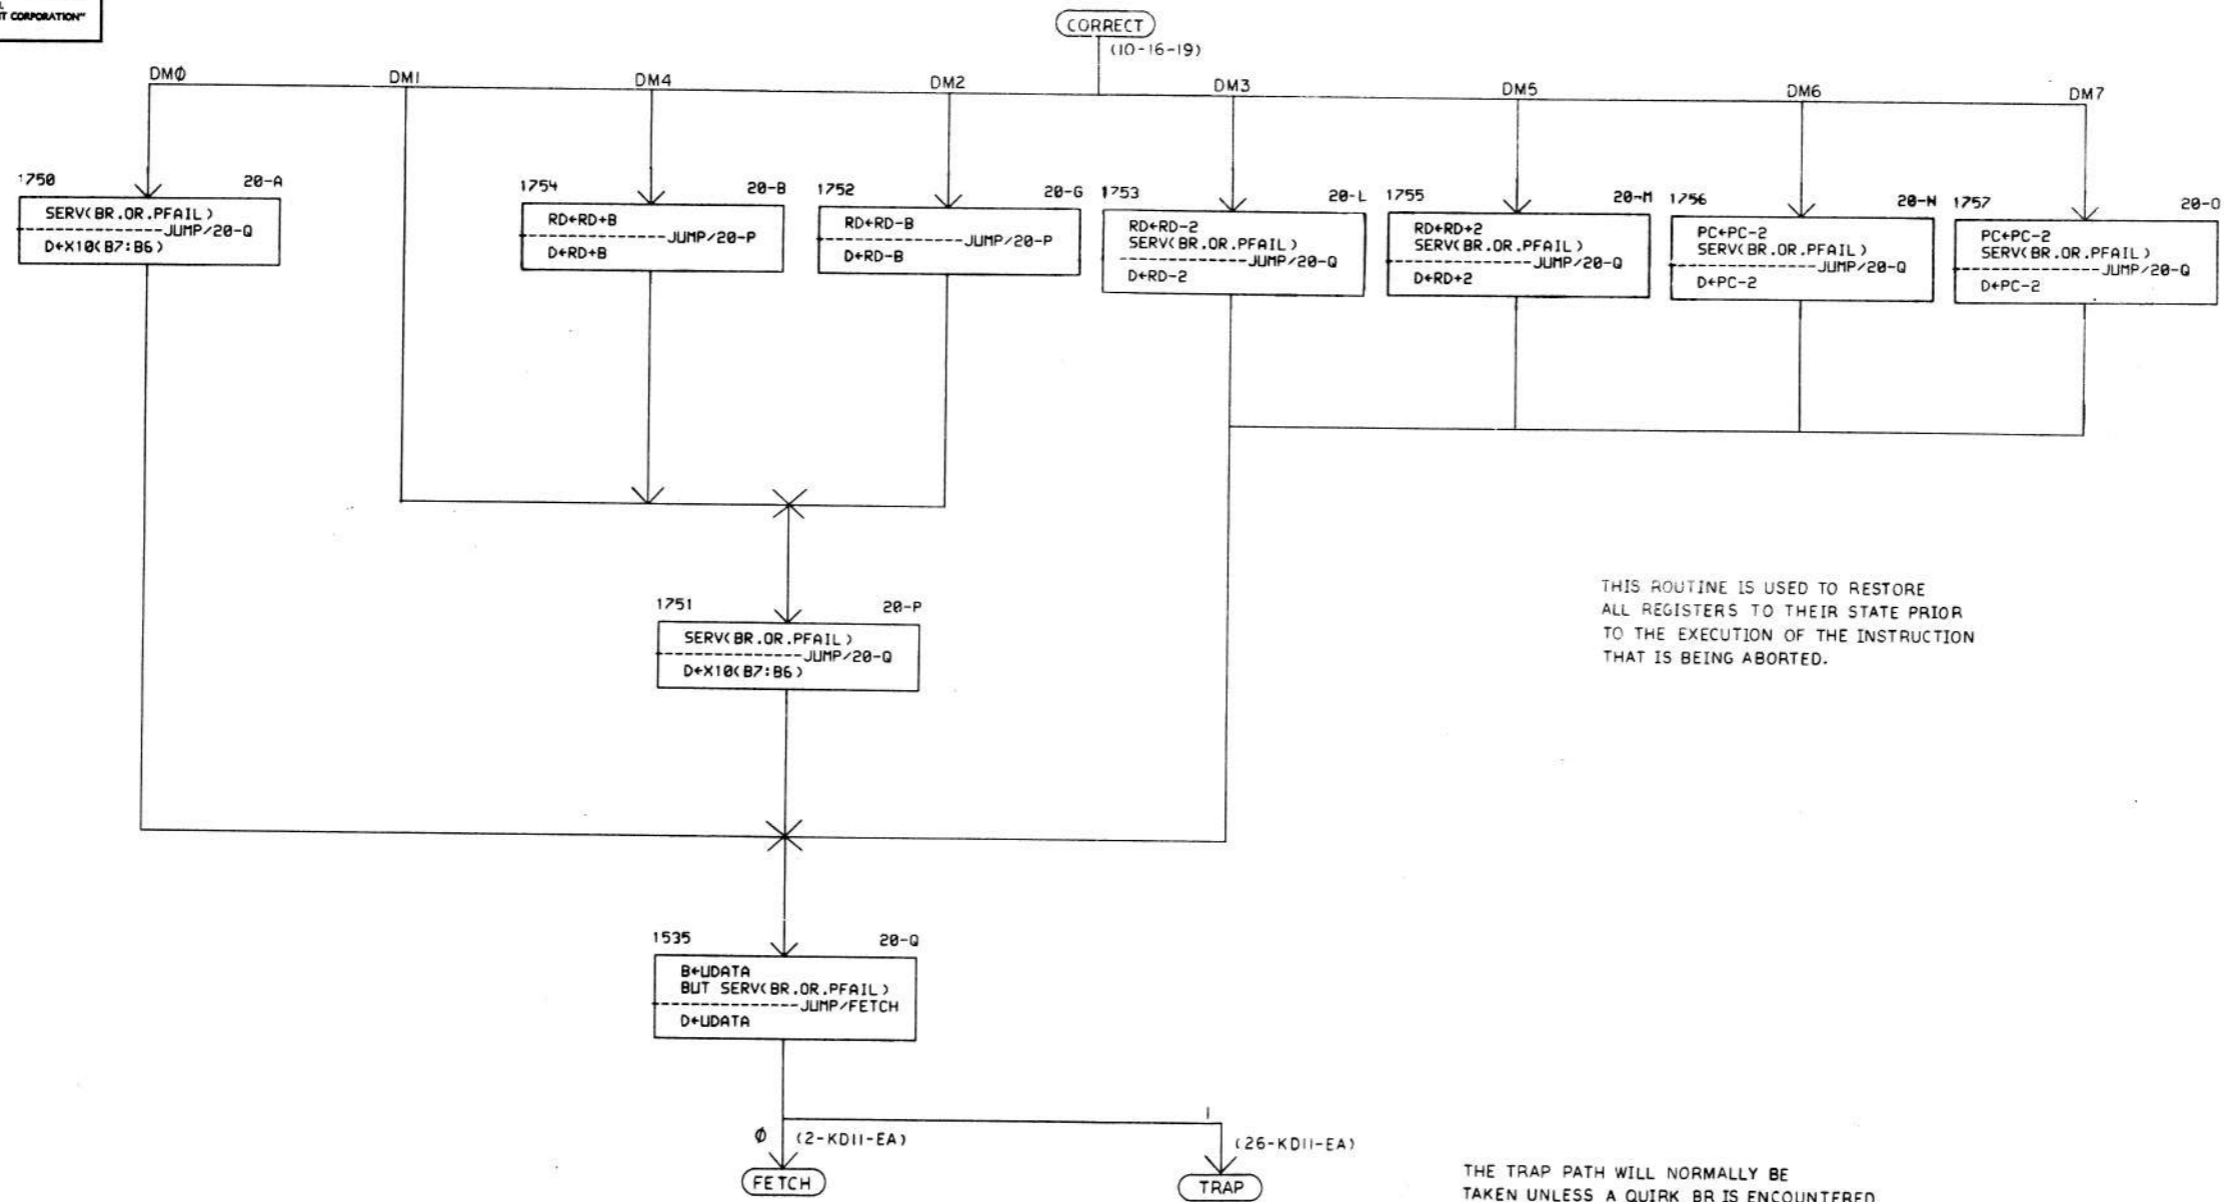 T CORPORATION"
CORRECT
(10-16-19)
DMØ
DM1
DM4
DM2
DM3
DM5
DM6
DM7
1750 20-A
SERV(BR.OR.PFAIL)
---------------JUMP/20-Q
D←X10(B7:B6)
1754 20-B
RD←RD+B
---------------JUMP/20-P
D←RD+B
1752 20-G
RD←RD-B
---------------JUMP/20-P
D←RD-B
1753 20-L
RD←RD-2
SERV(BR.OR.PFAIL)
---------------JUMP/20-Q
D←RD-2
1755 20-M
RD←RD+2
SERV(BR.OR.PFAIL)
---------------JUMP/20-Q
D←RD+2
1756 20-N
PC←PC-2
SERV(BR.OR.PFAIL)
---------------JUMP/20-Q
D←PC-2
1757 20-O
PC←PC-2
SERV(BR.OR.PFAIL)
---------------JUMP/20-Q
D←PC-2
THIS ROUTINE IS USED TO RESTORE
ALL REGISTERS TO THEIR STATE PRIOR
TO THE EXECUTION OF THE INSTRUCTION
THAT IS BEING ABORTED.
1751 20-P
SERV(BR.OR.PFAIL)
---------------JUMP/20-Q
D←X10(B7:B6)
1535 20-Q
B←UDATA
BUT SERV(BR.OR.PFAIL)
---------------JUMP/FETCH
D←UDATA
Ø (2-KD11-EA)
FETCH
1
(26-KD11-EA)
TRAP
THE TRAP PATH WILL NORMALLY BE
TAKEN UNLESS A QUIRK BR IS ENCOUNTERED